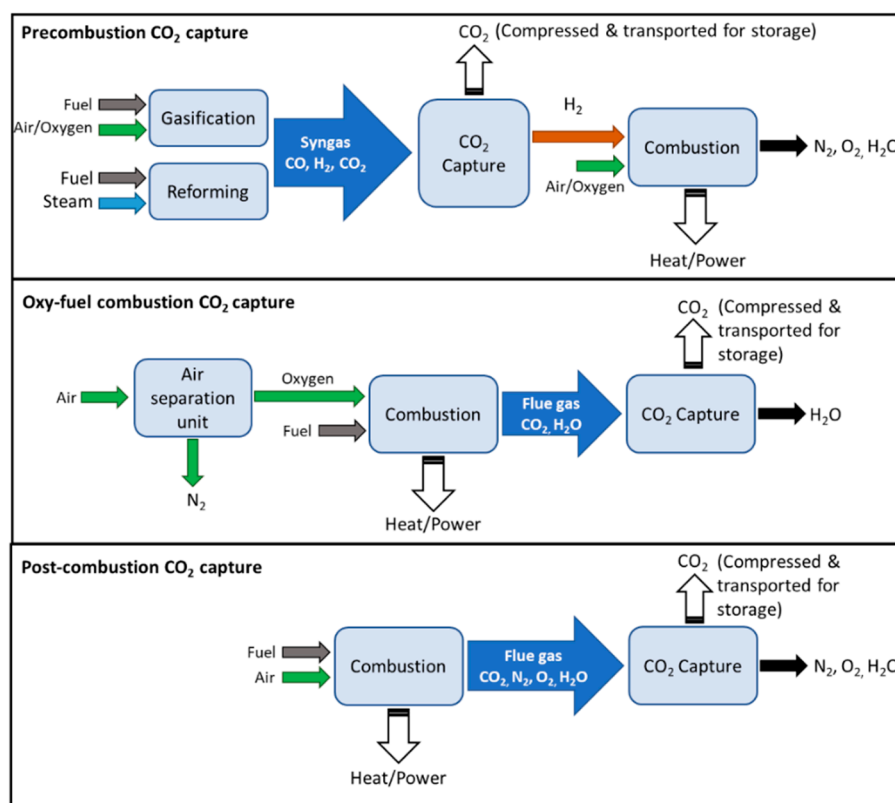 Precombustion CO₂ capture
CO₂ (Compressed & transported for storage)
Fuel
Air/Oxygen
Gasification
Fuel
Steam
Reforming
Syngas
CO, H₂, CO₂
CO₂
Capture
H₂
Air/Oxygen
Combustion
N₂, O₂, H₂O
Heat/Power
Oxy-fuel combustion CO₂ capture
CO₂ (Compressed &
transported for
storage)
Air
Air
separation
unit
N₂
Oxygen
Fuel
Combustion
Heat/Power
Flue gas
CO₂, H₂O
CO₂ Capture
H₂O
Post-combustion CO₂ capture
CO₂ (Compressed &
transported for
storage)
Fuel
Air
Combustion
Heat/Power
Flue gas
CO₂, N₂, O₂, H₂O
CO₂ Capture
N₂, O₂, H₂O